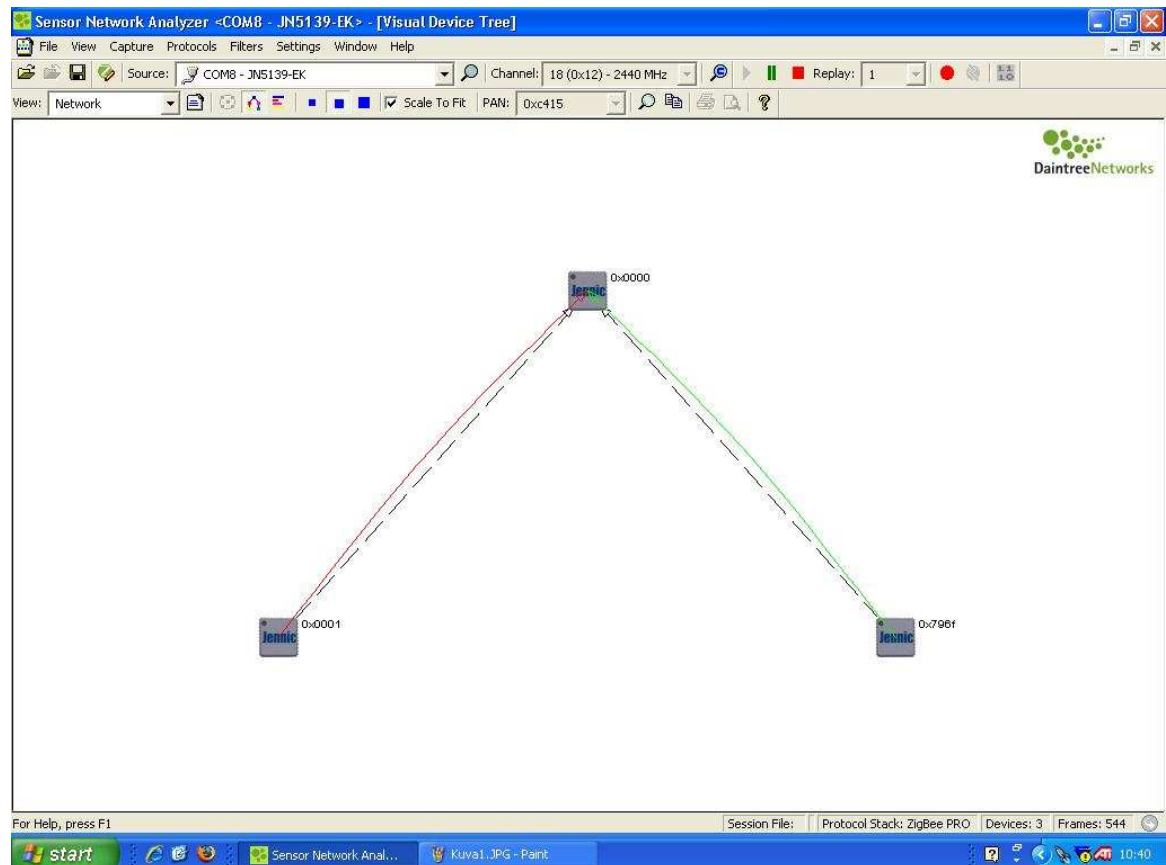 Sensor Network Analyzer <COM8 - JN5139-EK> - [Visual Device Tree]
File View Capture Protocols Filters Settings Window Help
Source: COM8 - JN5139-EK Channel: 18 (0x12) - 2440 MHz Replay: 1
View: Network Scale To Fit PAN: 0xc415
DaintreeNetworks
0x0000
Jennic
0x0001
Jennic
0x796f
Jennic
For Help, press F1 Session File: Protocol Stack: ZigBee PRO Devices: 3 Frames: 544
start Sensor Network Anal... Kuva1.JPG - Paint ATI 10:40